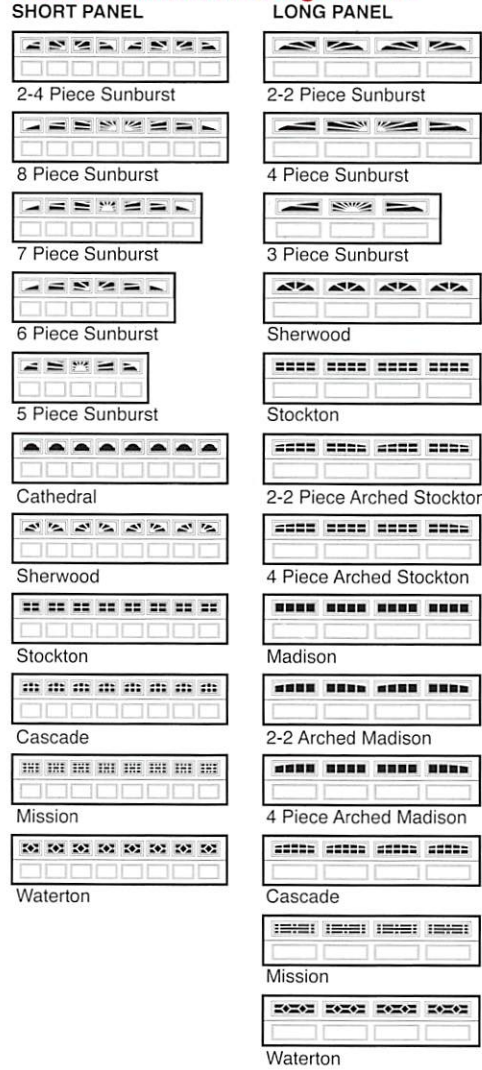 SHORT PANEL
2-4 Piece Sunburst
8 Piece Sunburst
7 Piece Sunburst
6 Piece Sunburst
5 Piece Sunburst
Cathedral
Sherwood
Stockton
Cascade
Mission
Waterton
LONG PANEL
2-2 Piece Sunburst
4 Piece Sunburst
3 Piece Sunburst
Sherwood
Stockton
2-2 Piece Arched Stockton
4 Piece Arched Stockton
Madison
2-2 Arched Madison
4 Piece Arched Madison
Cascade
Mission
Waterton